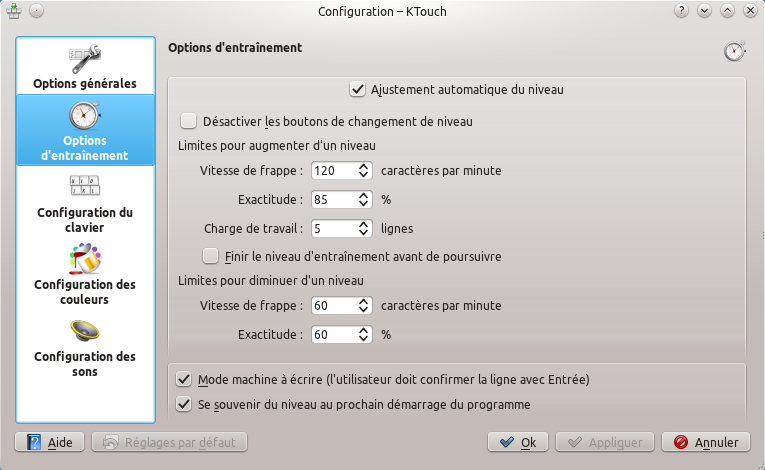 Configuration – KTouch
Options générales
Options
d'entraînement
Configuration du
clavier
Configuration des
couleurs
Configuration des
sons
Options d'entraînement
Ajustement automatique du niveau
Désactiver les boutons de changement de niveau
Limites pour augmenter d'un niveau
Vitesse de frappe : 120 caractères par minute
Exactitude : 85 %
Charge de travail : 5 lignes
Finir le niveau d'entraînement avant de poursuivre
Limites pour diminuer d'un niveau
Vitesse de frappe : 60 caractères par minute
Exactitude : 60 %
Mode machine à écrire (l'utilisateur doit confirmer la ligne avec Entrée)
Se souvenir du niveau au prochain démarrage du programme
Aide Réglages par défaut Ok Appliquer Annuler